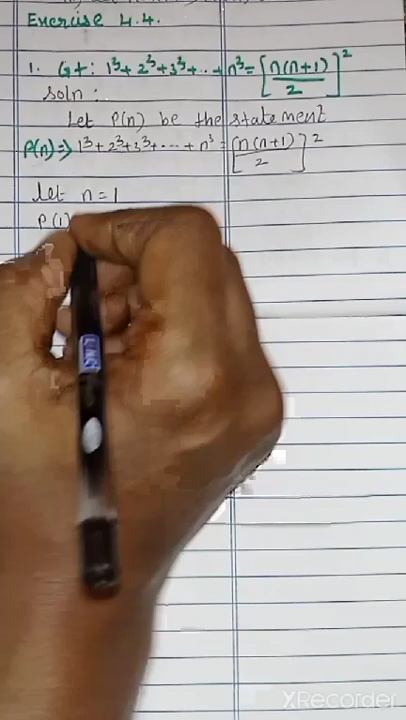 Exercise 4.4.
1. G.t: 1³+2³+3³+...+n³=[n(n+1)/2]²
Soln:
Let P(n) be the statement
P(n)⇒ 1³+2³+3³+...+n³=[n(n+1)/2]²
let n=1
P(1)
XRecorder